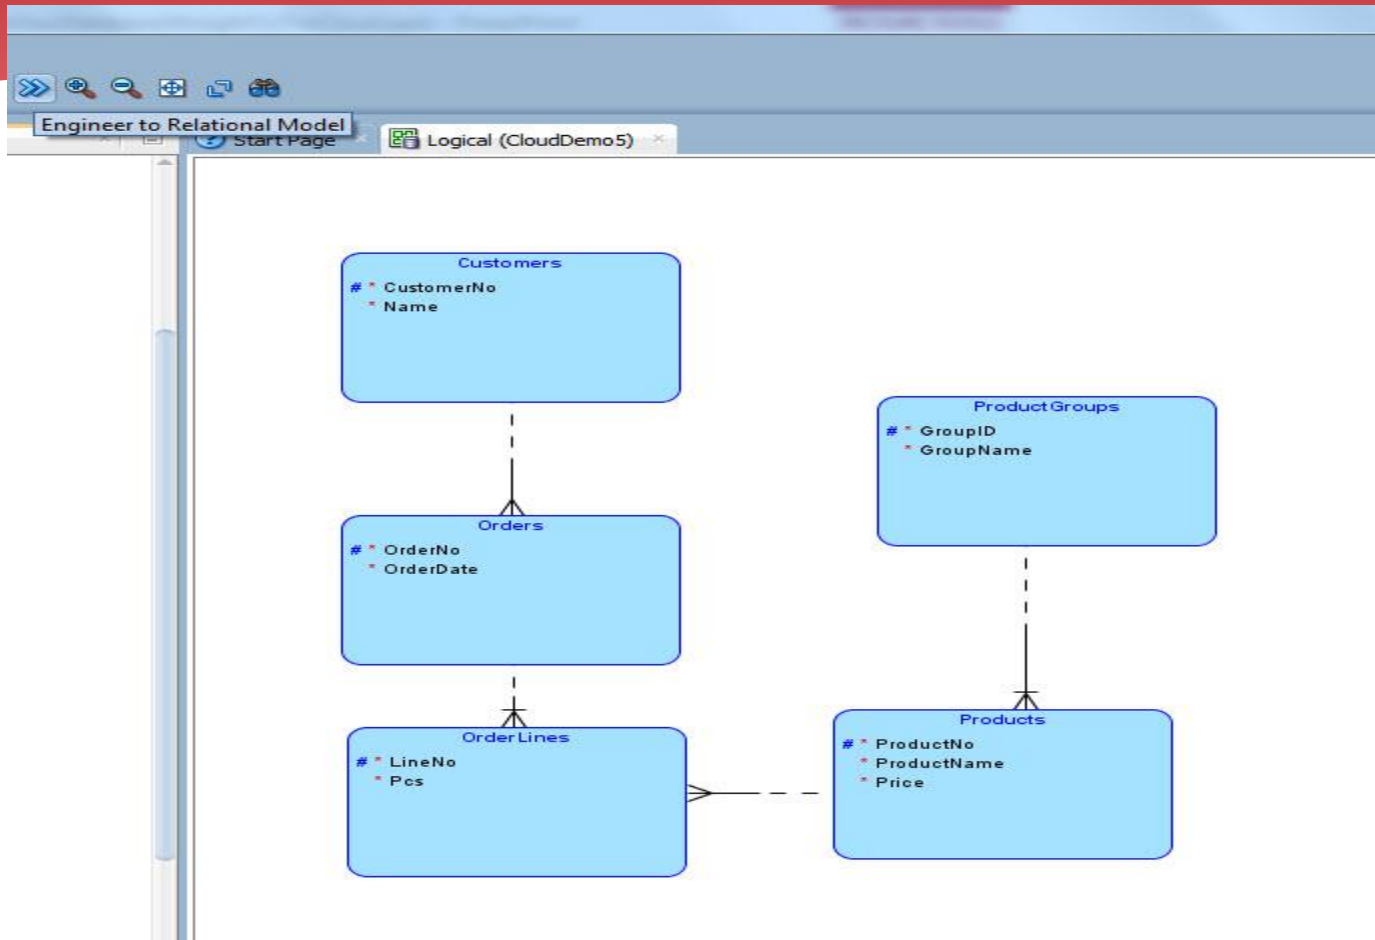 Engineer to Relational Model
Start Page
Logical (CloudDemo5)
Customers
# * CustomerNo
* Name
ProductGroups
# * GroupID
* GroupName
Orders
# * OrderNo
* OrderDate
OrderLines
# * LineNo
* Pcs
Products
# * ProductNo
* ProductName
* Price